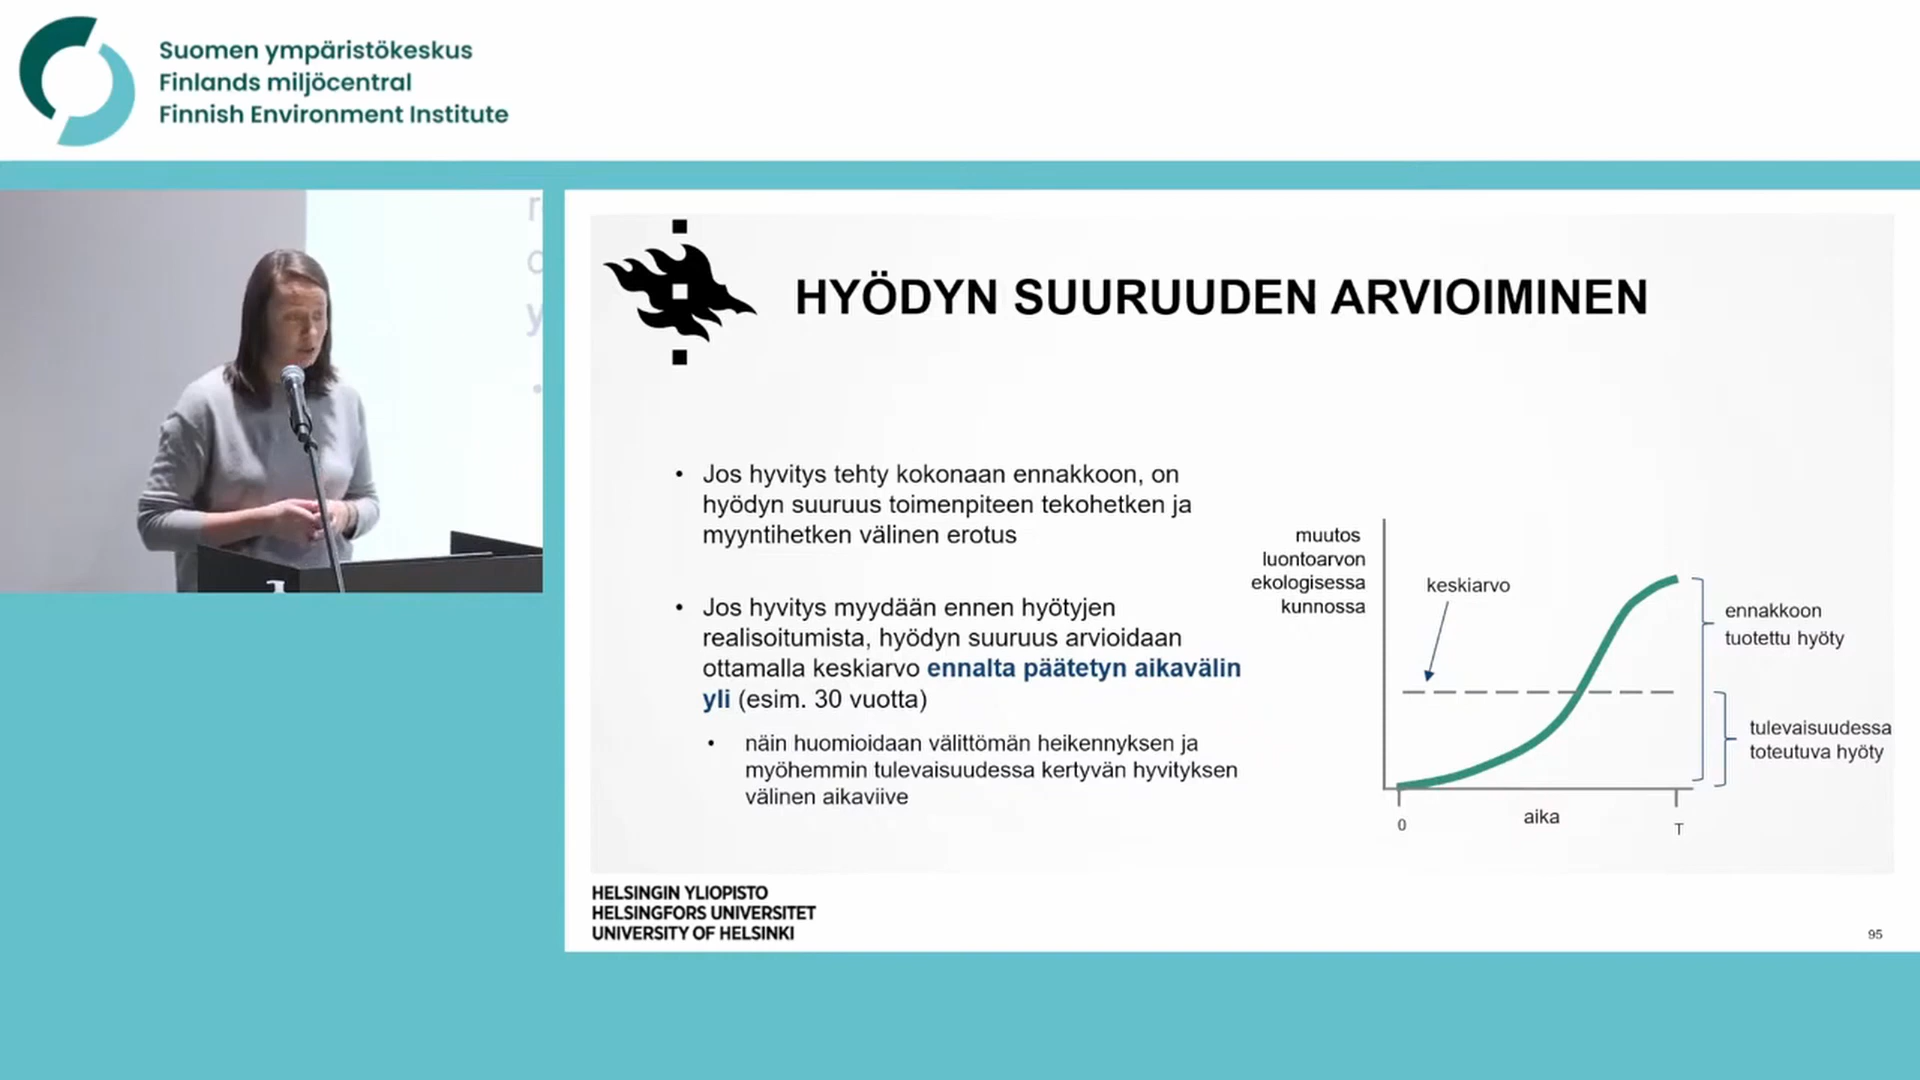 Suomen ympäristökeskus
Finlands miljöcentral
Finnish Environment Institute
HYÖDYN SUURUUDEN ARVIOIMINEN
• Jos hyvitys tehty kokonaan ennakkoon, on
hyödyn suuruus toimenpiteen tekohetken ja
myyntihetken välinen erotus
• Jos hyvitys myydään ennen hyötyjen
realisoitumista, hyödyn suuruus arvioidaan
ottamalla keskiarvo ennalta päätetyn aikavälin
yli (esim. 30 vuotta)
• näin huomioidaan välittömän heikennyksen ja
myöhemmin tulevaisuudessa kertyvän hyvityksen
välinen aikaviive
muutos
luontoarvon
ekologisessa
kunnossa
keskiarvo
ennakkoon
tuotettu hyöty
tulevaisuudessa
toteutuva hyöty
0
aika
T
HELSINGIN YLIOPISTO
HELSINGFORS UNIVERSITET
UNIVERSITY OF HELSINKI
95